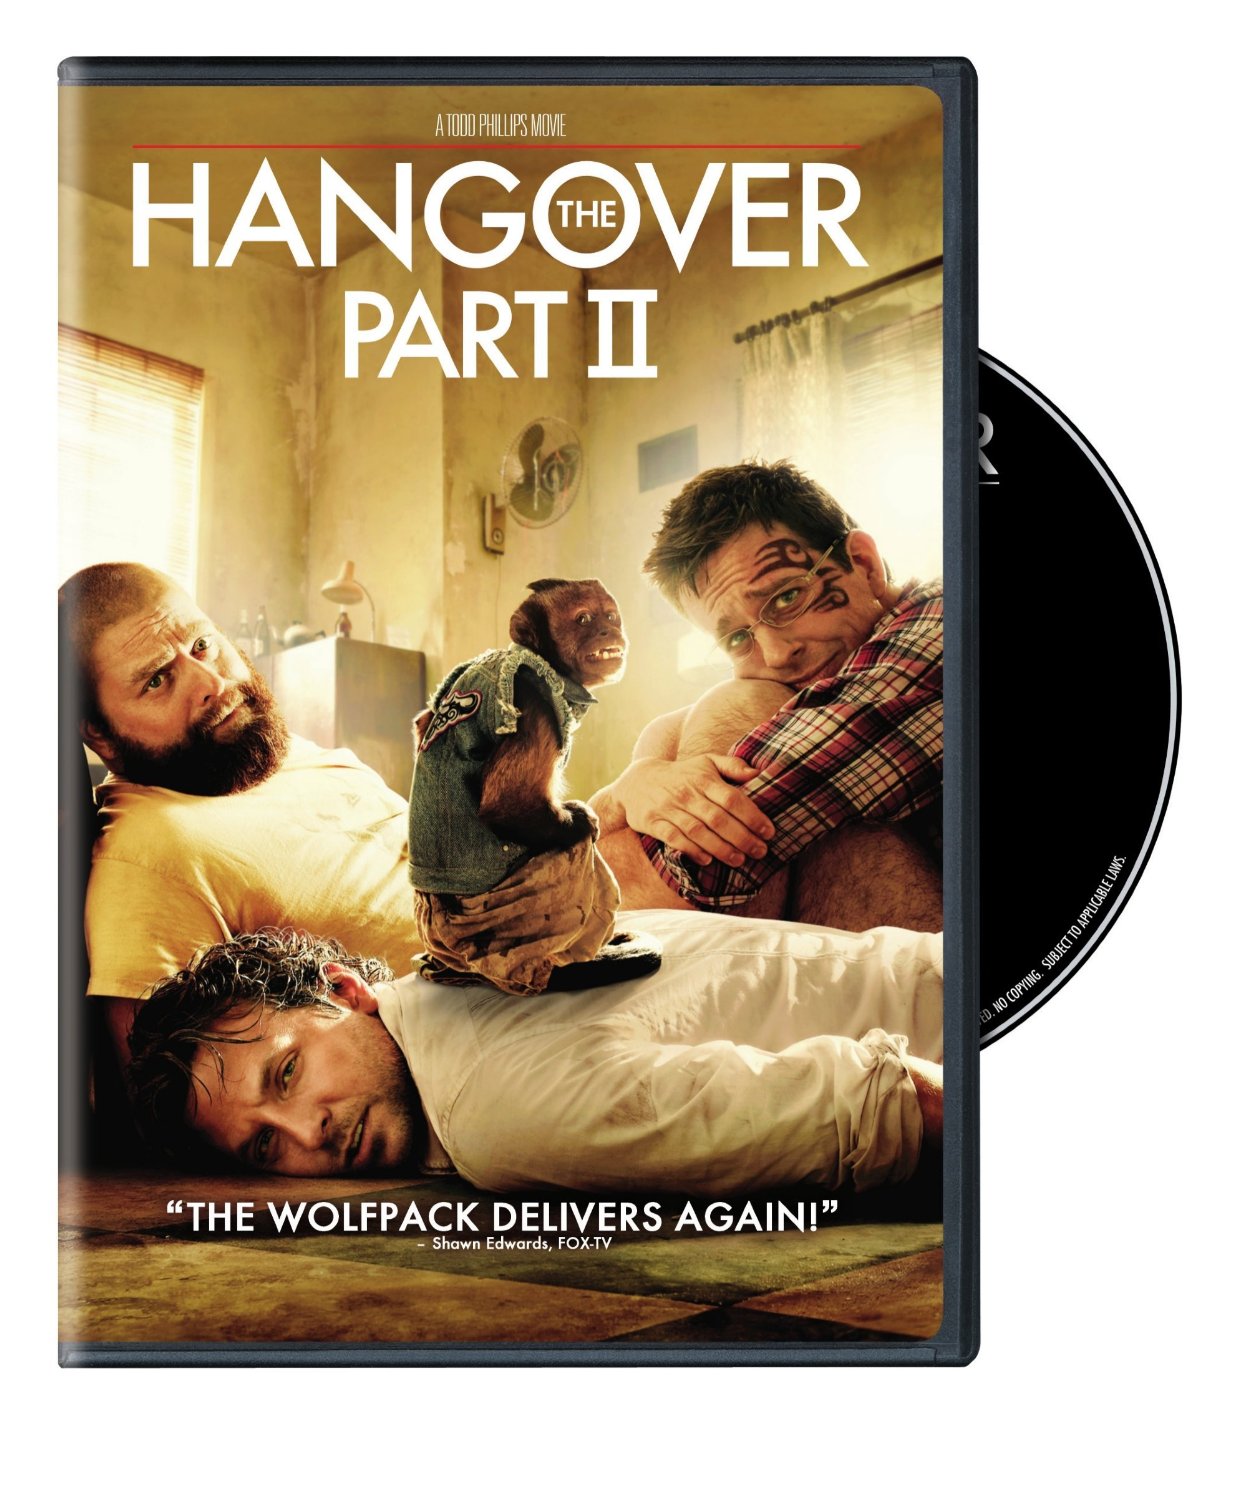 A TODD PHILLIPS MOVIE
THE
HANGOVER
PART II
R
"THE WOLFPACK DELIVERS AGAIN!"
– Shawn Edwards, FOX-TV
NO COPYING. SUBJECT TO APPLICABLE LAWS.